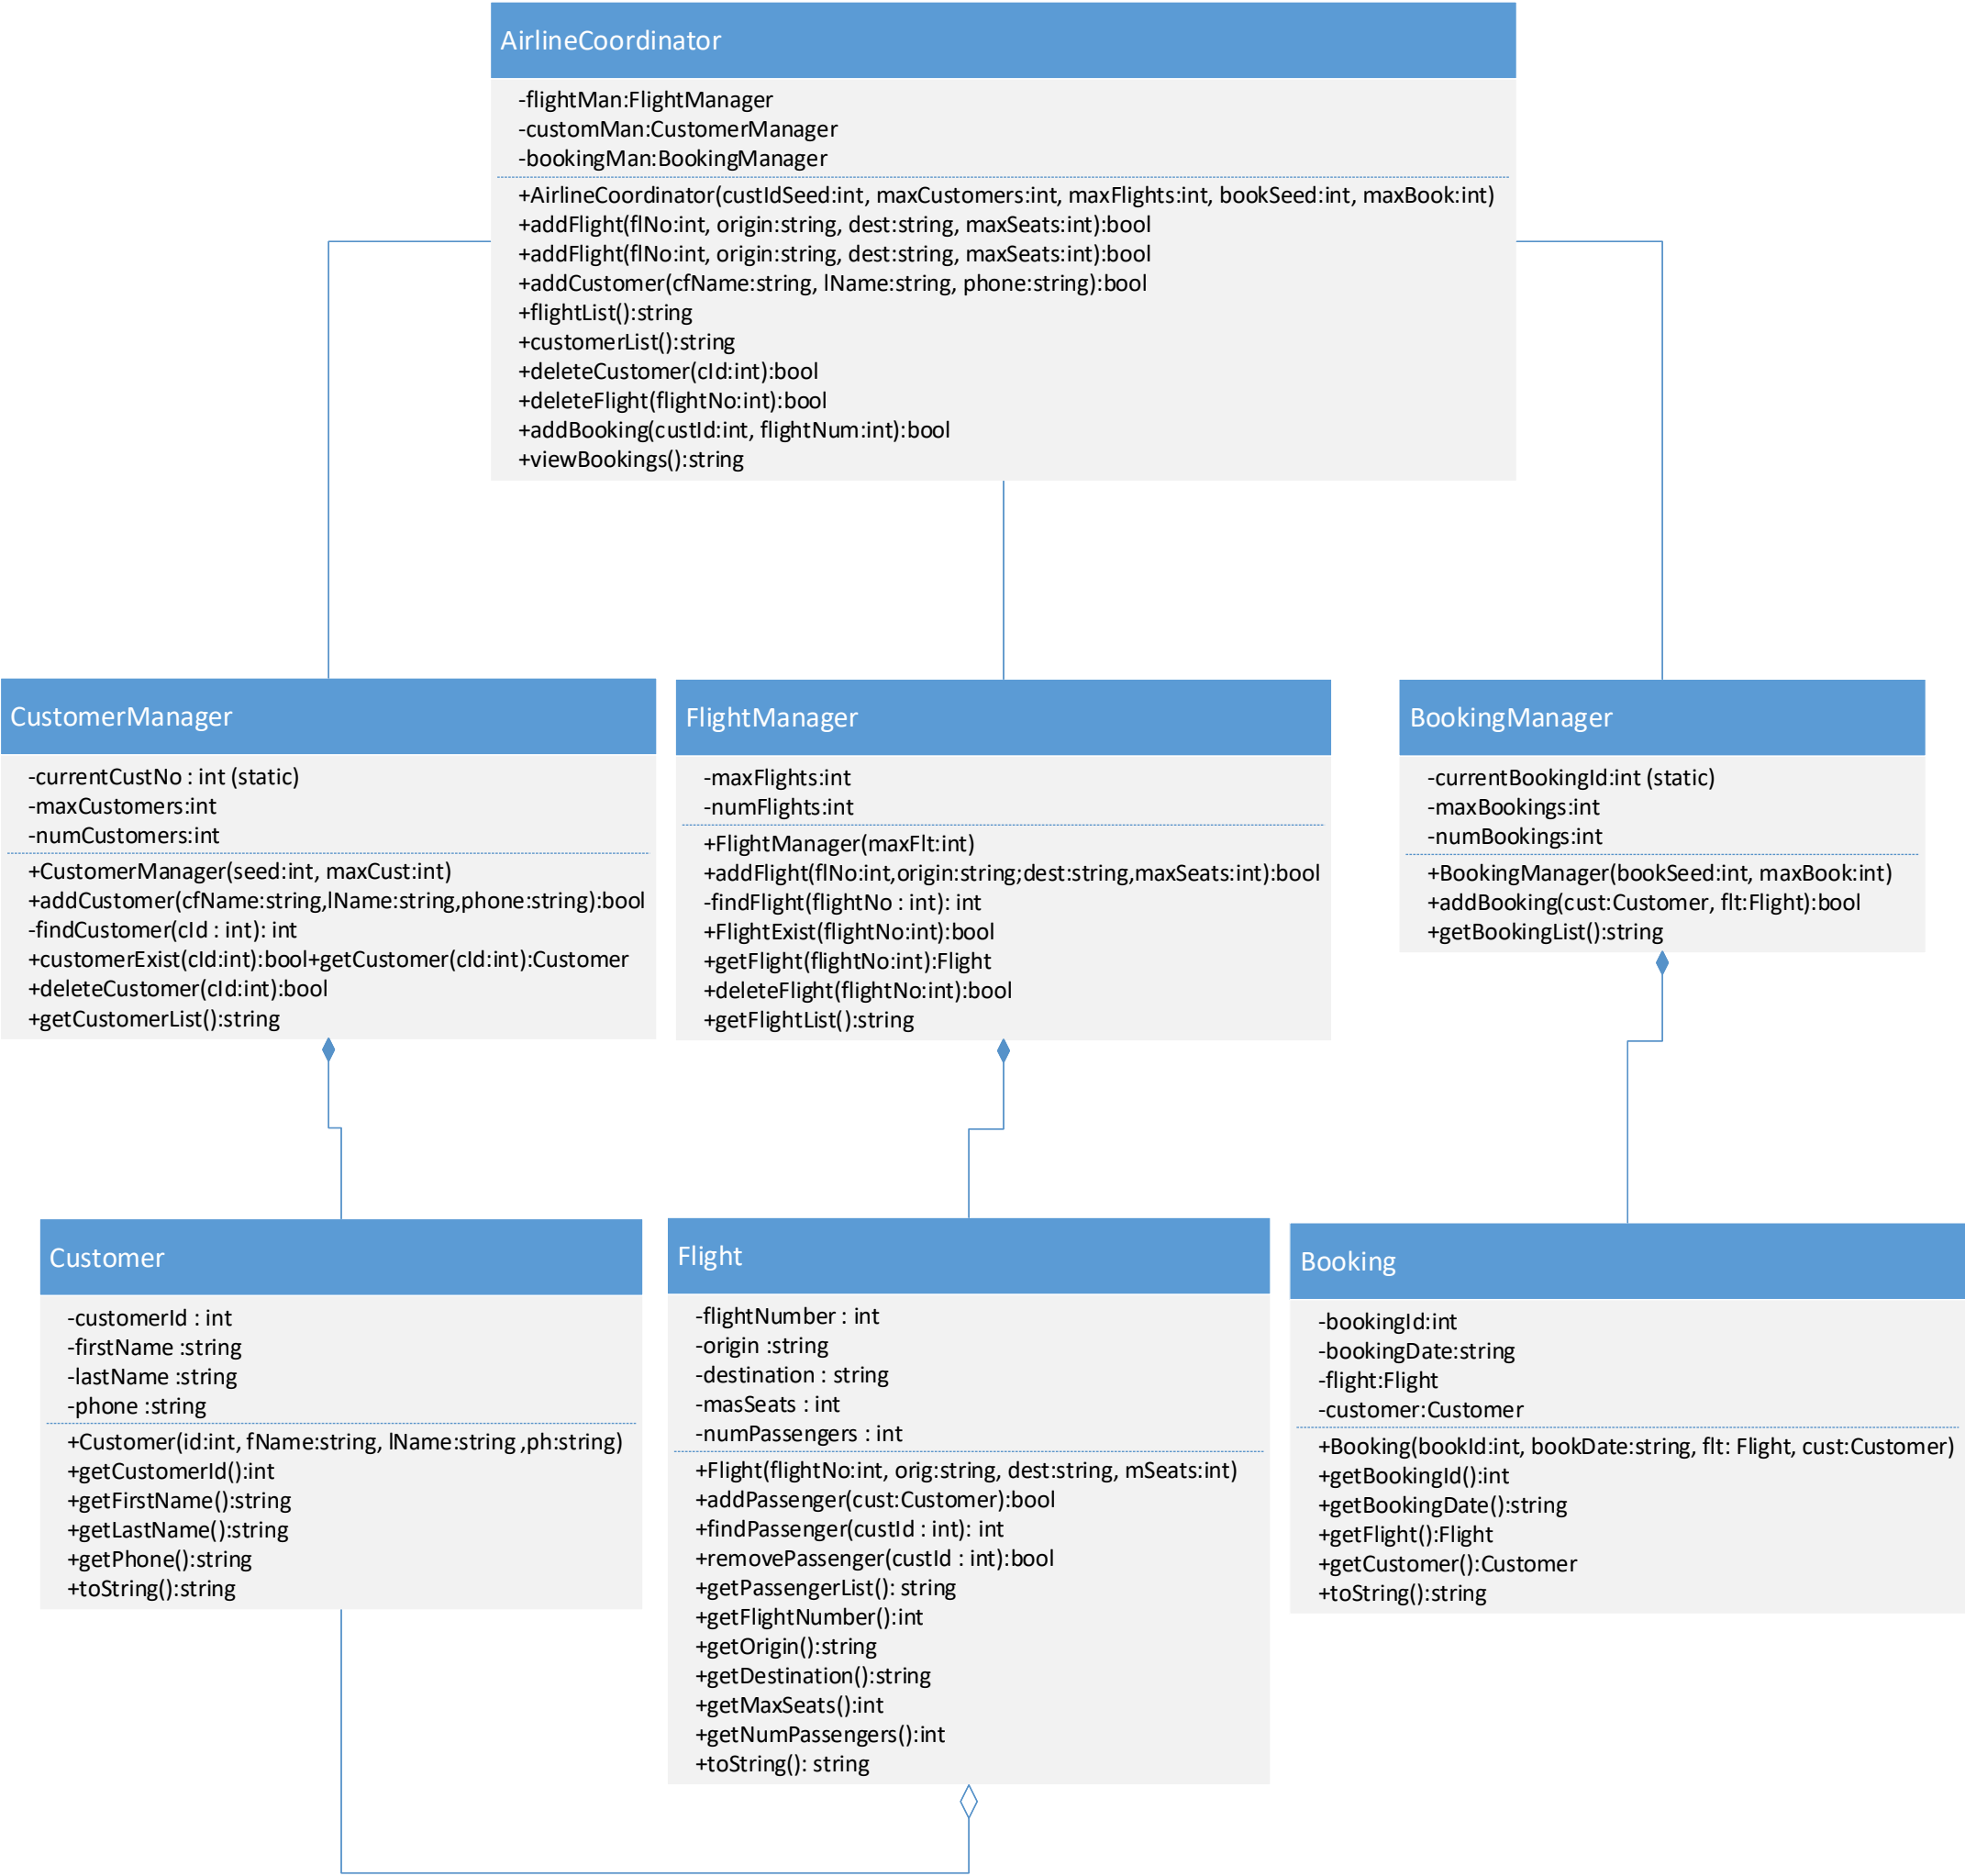 AirlineCoordinator
-flightMan:FlightManager
-customMan:CustomerManager
-bookingMan:BookingManager
+AirlineCoordinator(custIdSeed:int, maxCustomers:int, maxFlights:int, bookSeed:int, maxBook:int)
+addFlight(flNo:int, origin:string, dest:string, maxSeats:int):bool
+addFlight(flNo:int, origin:string, dest:string, maxSeats:int):bool
+addCustomer(cfName:string, lName:string, phone:string):bool
+flightList():string
+customerList():string
+deleteCustomer(cId:int):bool
+deleteFlight(flightNo:int):bool
+addBooking(custId:int, flightNum:int):bool
+viewBookings():string
CustomerManager
-currentCustNo : int (static)
-maxCustomers:int
-numCustomers:int
+CustomerManager(seed:int, maxCust:int)
+addCustomer(cfName:string,lName:string,phone:string):bool
-findCustomer(cId : int): int
+customerExist(cId:int):bool+getCustomer(cId:int):Customer
+deleteCustomer(cId:int):bool
+getCustomerList():string
FlightManager
-maxFlights:int
-numFlights:int
+FlightManager(maxFlt:int)
+addFlight(flNo:int,origin:string;dest:string,maxSeats:int):bool
-findFlight(flightNo : int): int
+FlightExist(flightNo:int):bool
+getFlight(flightNo:int):Flight
+deleteFlight(flightNo:int):bool
+getFlightList():string
BookingManager
-currentBookingId:int (static)
-maxBookings:int
-numBookings:int
+BookingManager(bookSeed:int, maxBook:int)
+addBooking(cust:Customer, flt:Flight):bool
+getBookingList():string
Customer
-customerId : int
-firstName :string
-lastName :string
-phone :string
+Customer(id:int, fName:string, lName:string ,ph:string)
+getCustomerId():int
+getFirstName():string
+getLastName():string
+getPhone():string
+toString():string
Flight
-flightNumber : int
-origin :string
-destination : string
-masSeats : int
-numPassengers : int
+Flight(flightNo:int, orig:string, dest:string, mSeats:int)
+addPassenger(cust:Customer):bool
+findPassenger(custId : int): int
+removePassenger(custId : int):bool
+getPassengerList(): string
+getFlightNumber():int
+getOrigin():string
+getDestination():string
+getMaxSeats():int
+getNumPassengers():int
+toString(): string
Booking
-bookingId:int
-bookingDate:string
-flight:Flight
-customer:Customer
+Booking(bookId:int, bookDate:string, flt: Flight, cust:Customer)
+getBookingId():int
+getBookingDate():string
+getFlight():Flight
+getCustomer():Customer
+toString():string